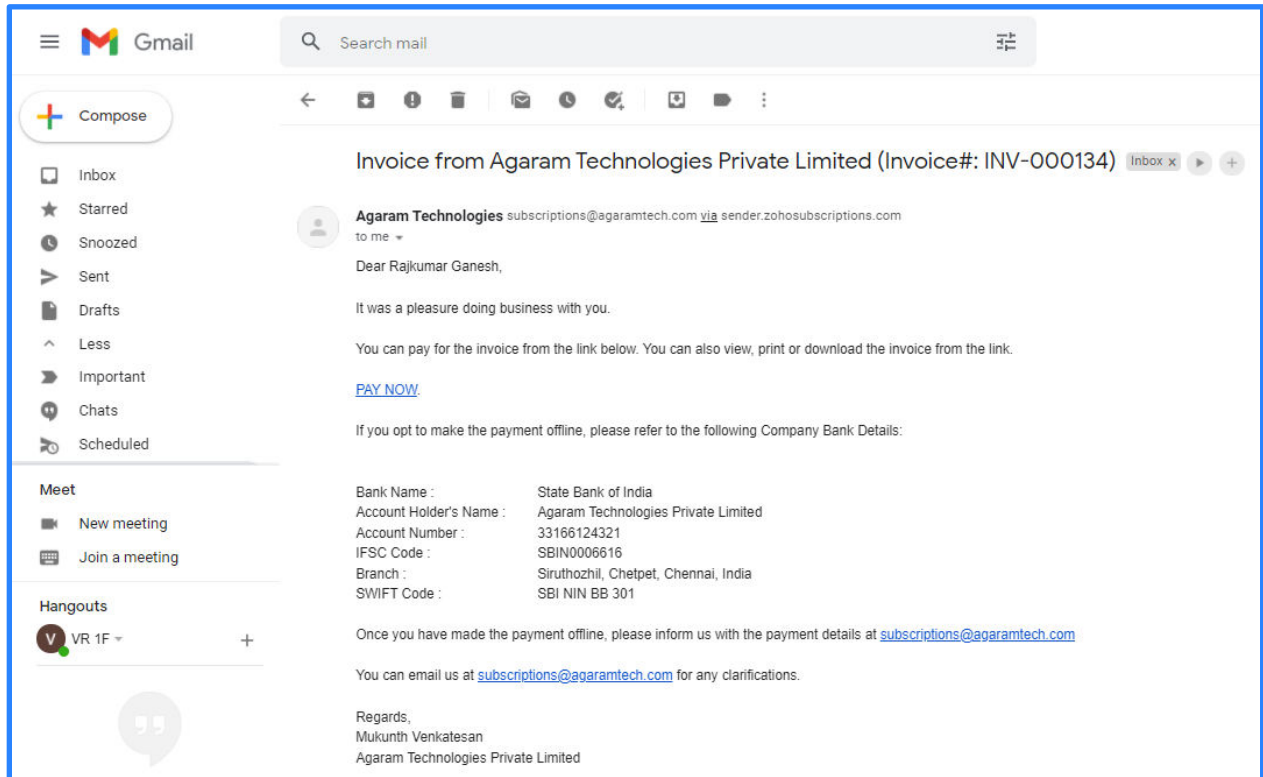 Gmail
Search mail
Compose
Inbox
Starred
Snoozed
Sent
Drafts
Less
Important
Chats
Scheduled
Meet
New meeting
Join a meeting
Hangouts
V VR 1F
Invoice from Agaram Technologies Private Limited (Invoice#: INV-000134) Inbox x
Agaram Technologies subscriptions@agaramtech.com via sender.zohosubscriptions.com
to me
Dear Rajkumar Ganesh,
It was a pleasure doing business with you.
You can pay for the invoice from the link below. You can also view, print or download the invoice from the link.
PAY NOW.
If you opt to make the payment offline, please refer to the following Company Bank Details:
Bank Name : State Bank of India
Account Holder's Name : Agaram Technologies Private Limited
Account Number : 33166124321
IFSC Code : SBIN0006616
Branch : Siruthozhil, Chetpet, Chennai, India
SWIFT Code : SBI NIN BB 301
Once you have made the payment offline, please inform us with the payment details at subscriptions@agaramtech.com
You can email us at subscriptions@agaramtech.com for any clarifications.
Regards,
Mukunth Venkatesan
Agaram Technologies Private Limited